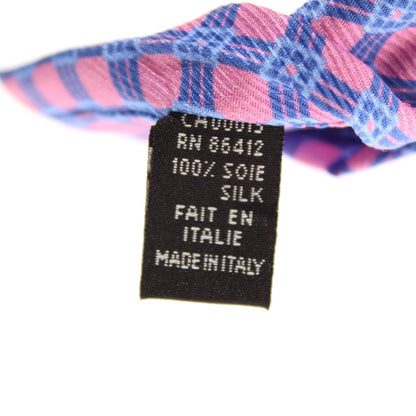 RN 86412
100% SOIE
SILK
FAIT EN
ITALIE
MADE IN ITALY